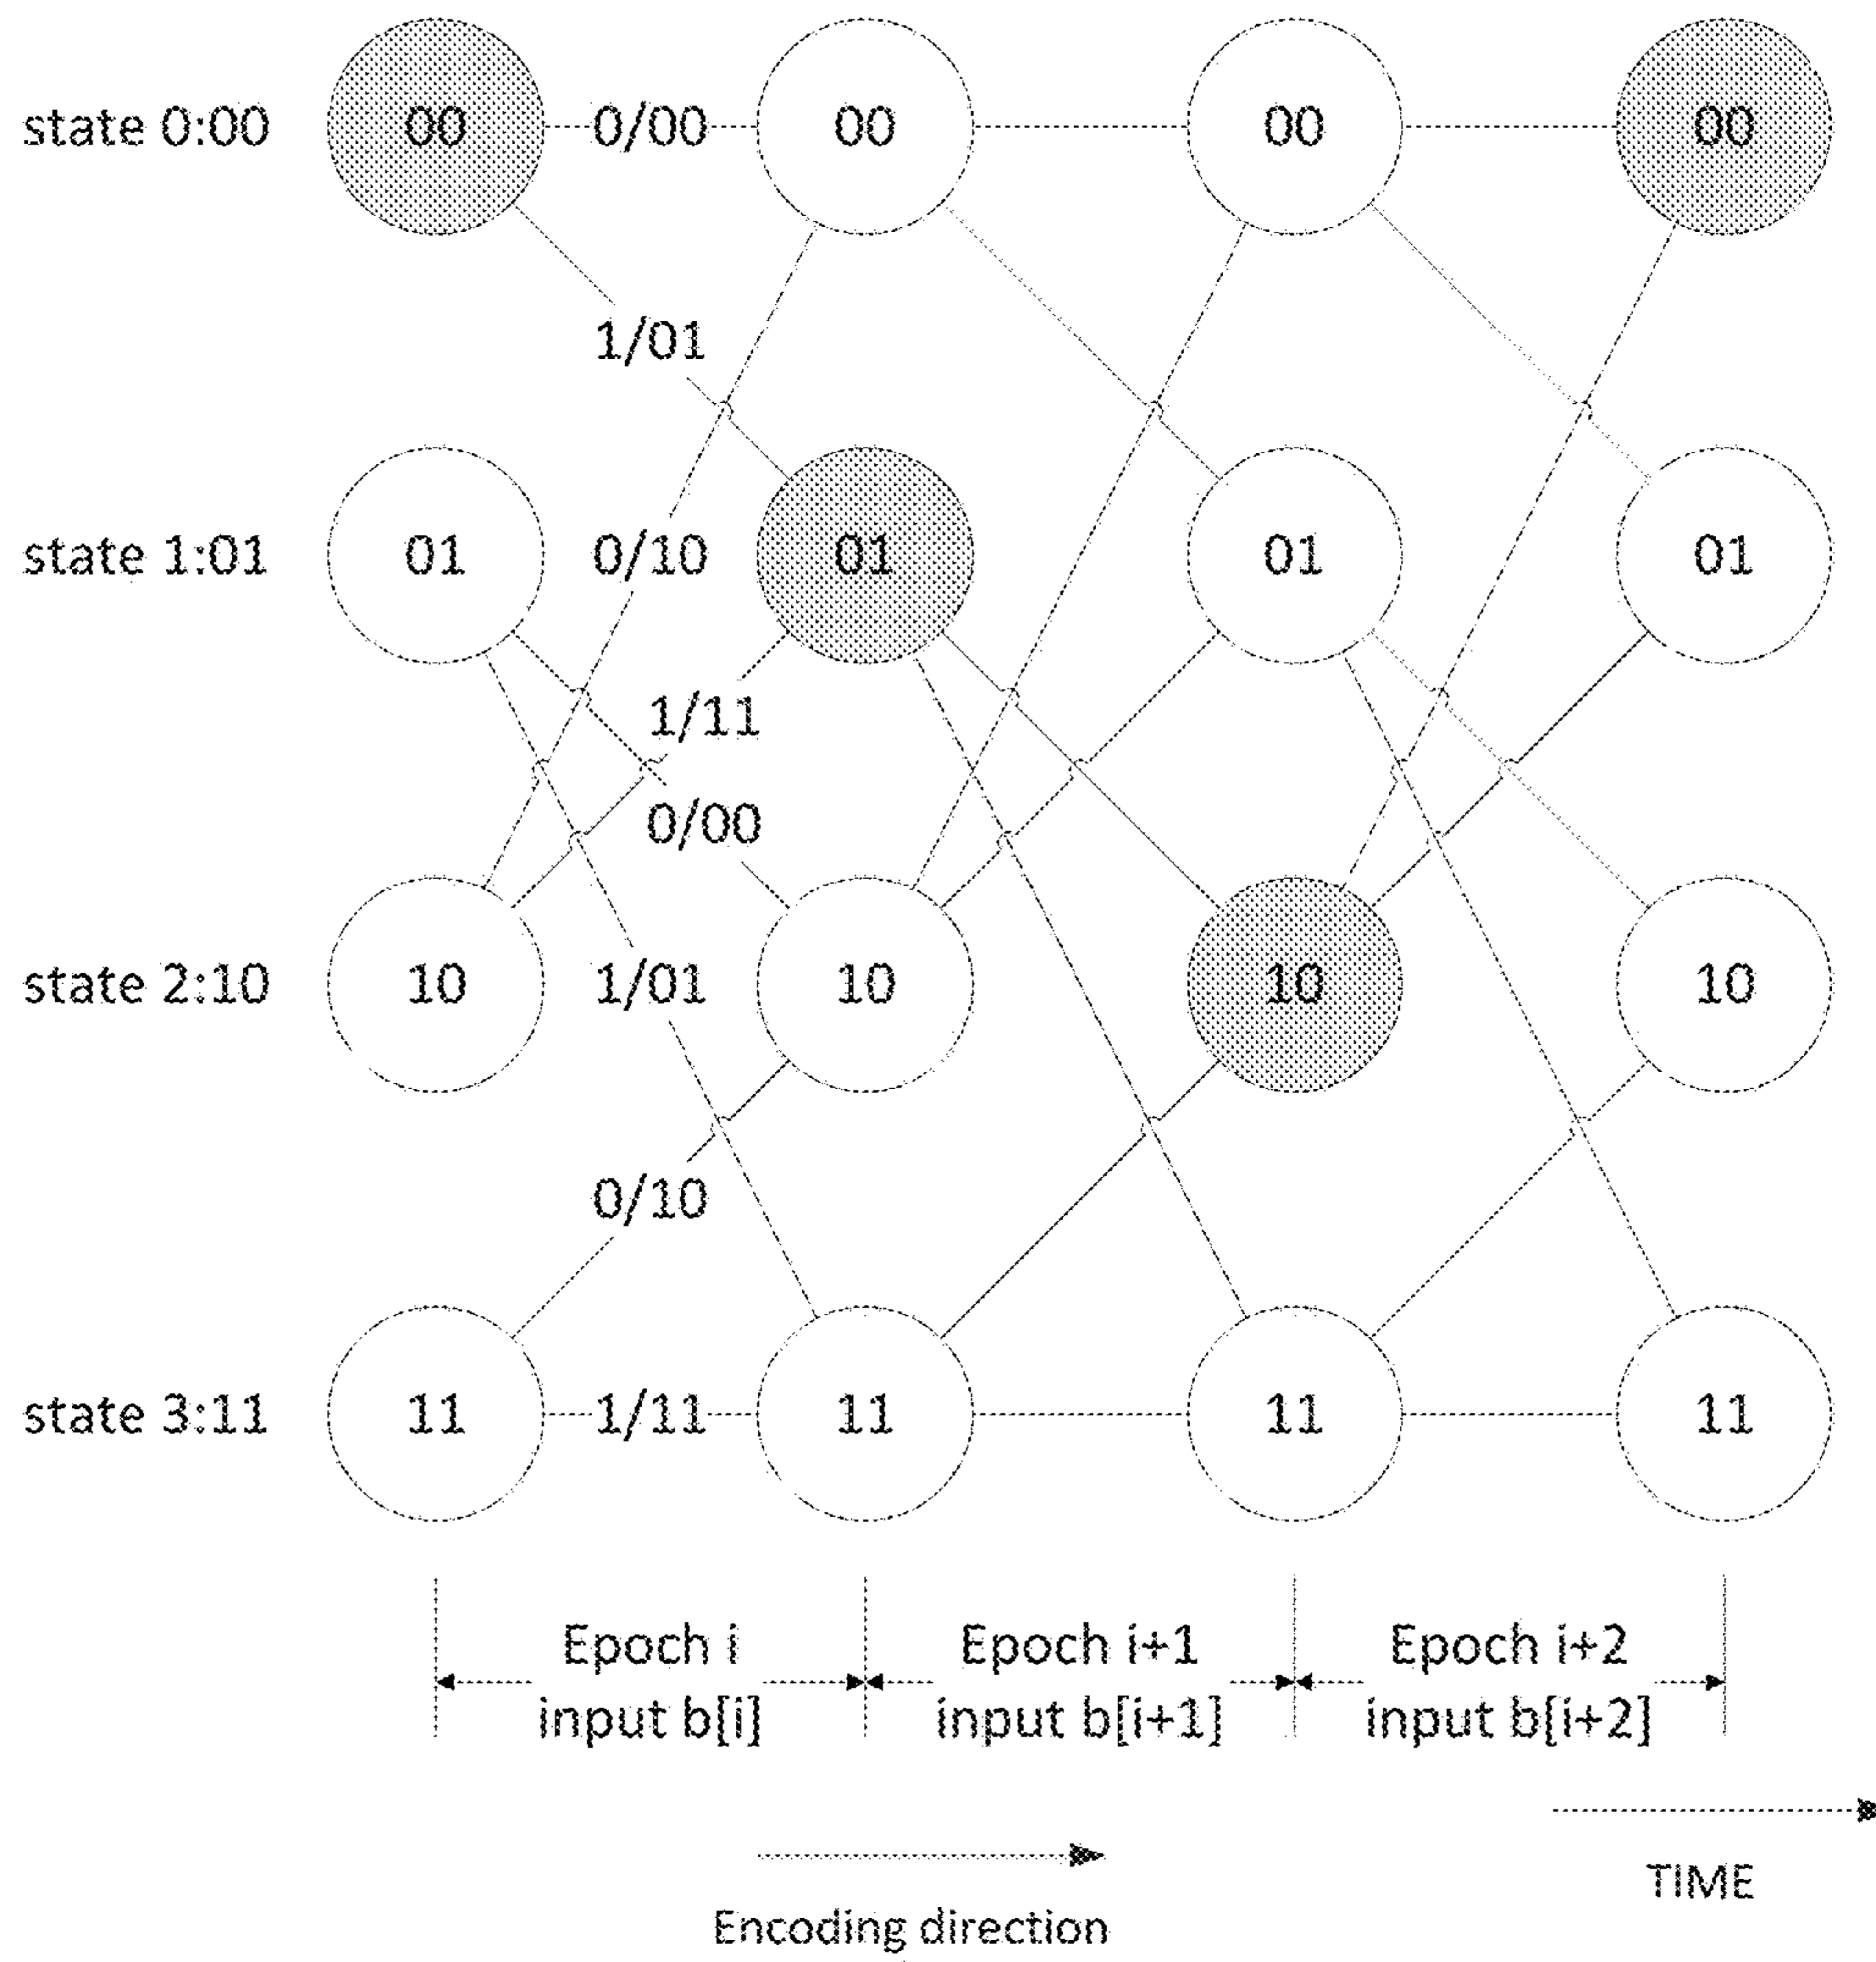 state 0:00 00 0/00 00 00 00
1/01
state 1:01 01 0/10 01 01 01
1/11
0/00
state 2:10 10 1/01 10 10 10
0/10
state 3:11 11 1/11 11 11 11
Epoch i Epoch i+1 Epoch i+2
input b[i] input b[i+1] input b[i+2]
TIME
Encoding direction